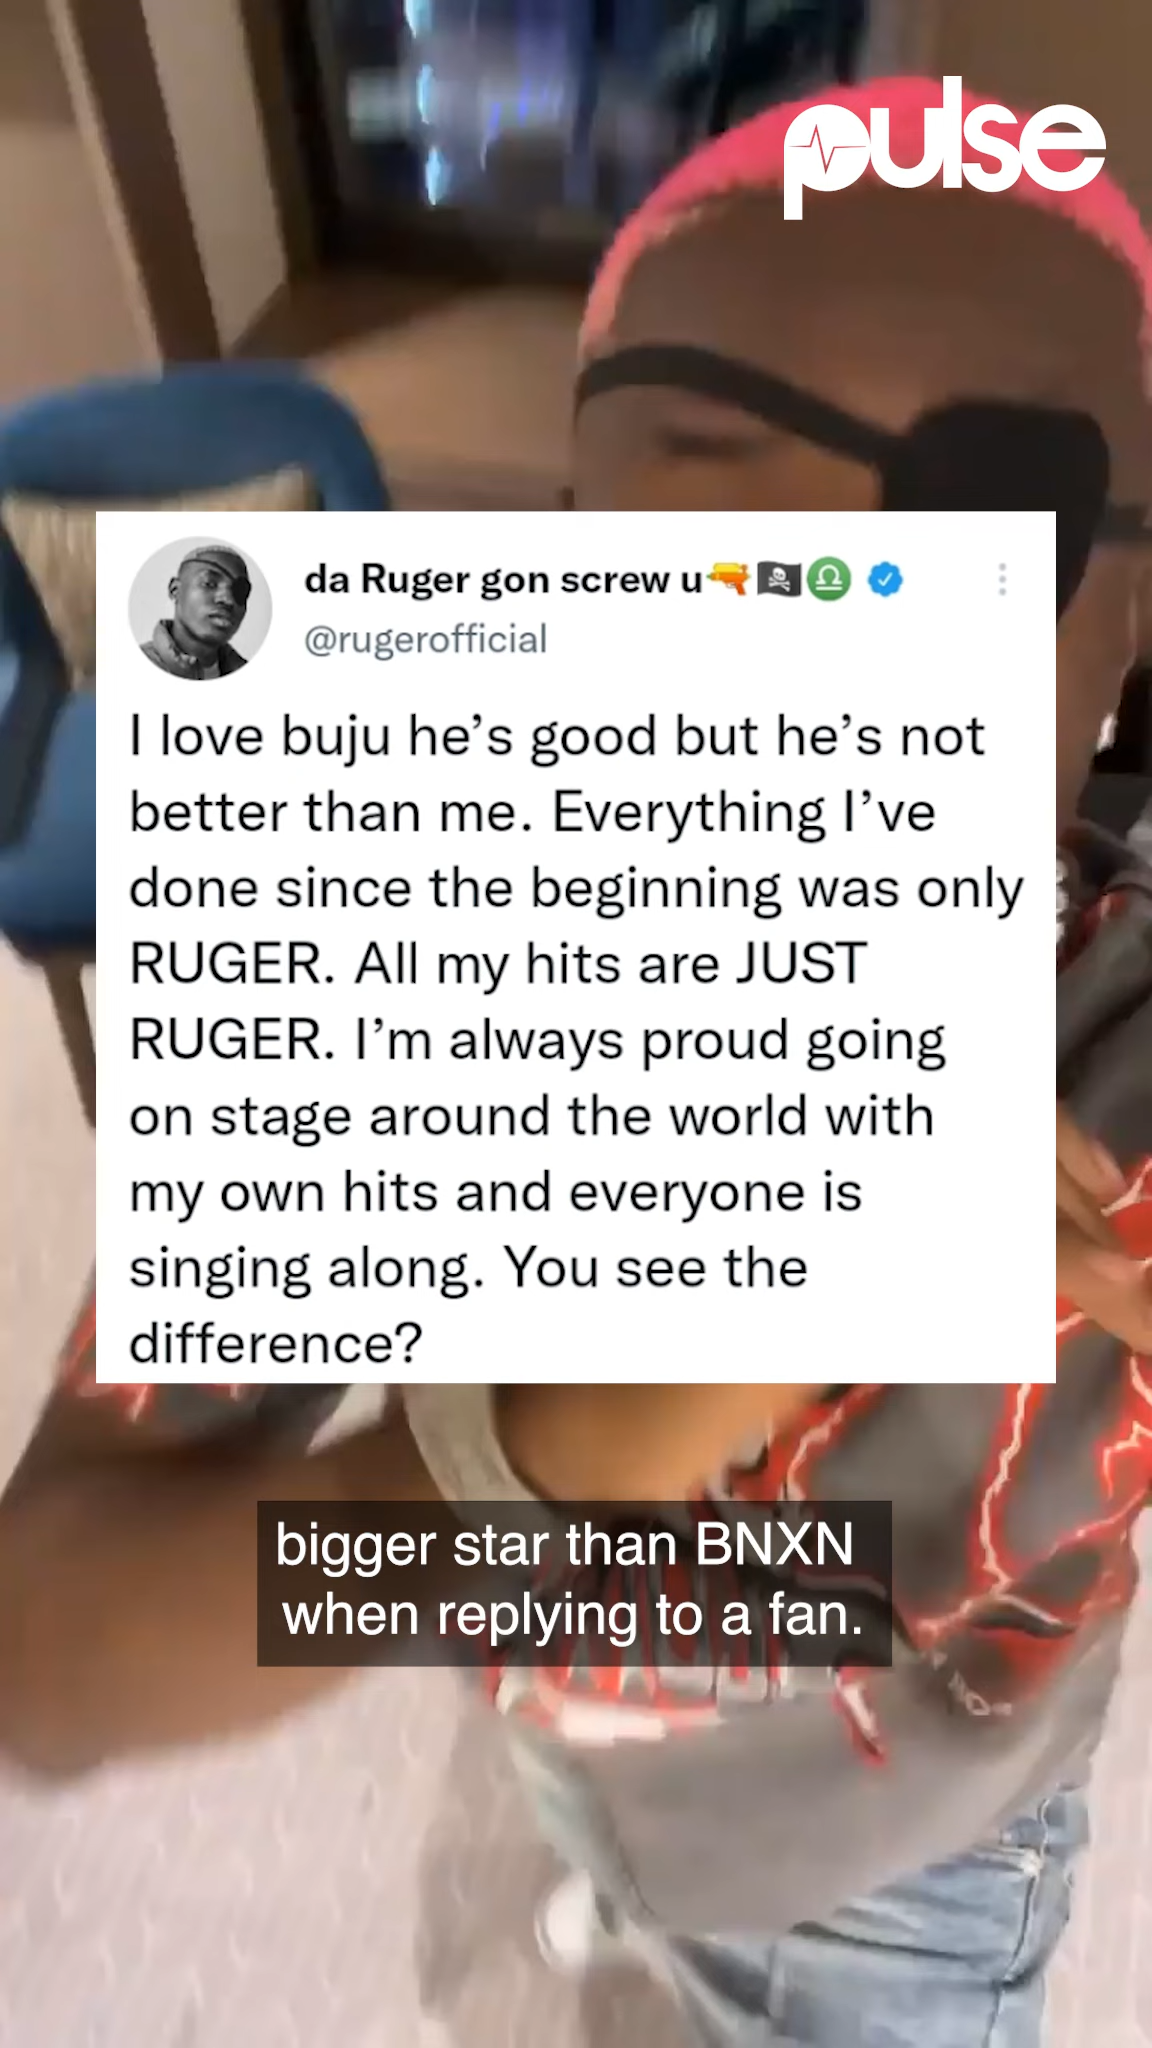 pulse
da Ruger gon screw u🔫🏴‍☠️♎
@rugerofficial
I love buju he’s good but he’s not
better than me. Everything I’ve
done since the beginning was only
RUGER. All my hits are JUST
RUGER. I’m always proud going
on stage around the world with
my own hits and everyone is
singing along. You see the
difference?
bigger star than BNXN
when replying to a fan.